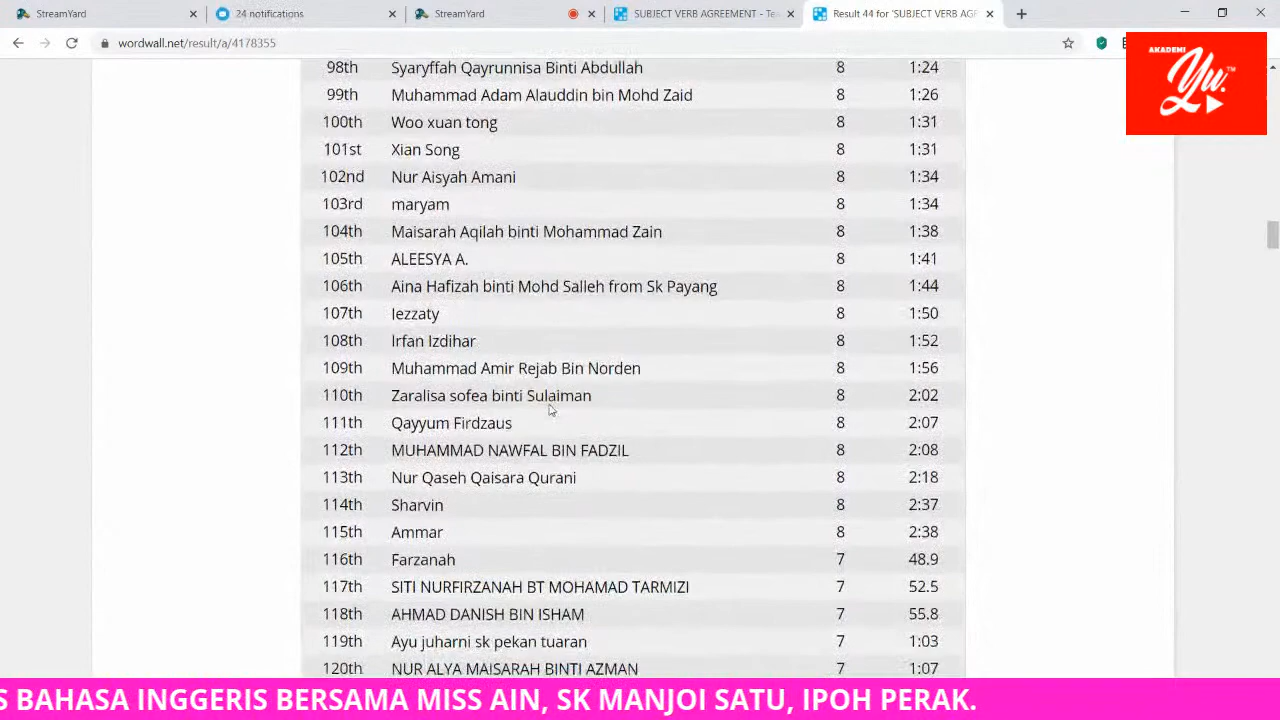 StreamYard
24 notifications
StreamYard
SUBJECT VERB AGREEMENT - Te
Result 44 for 'SUBJECT VERB AGR
wordwall.net/result/a/4178355
AKADEMI
Yu.
TM
98th Syaryffah Qayrunnisa Binti Abdullah 8 1:24
99th Muhammad Adam Alauddin bin Mohd Zaid 8 1:26
100th Woo xuan tong 8 1:31
101st Xian Song 8 1:31
102nd Nur Aisyah Amani 8 1:34
103rd maryam 8 1:34
104th Maisarah Aqilah binti Mohammad Zain 8 1:38
105th ALEESYA A. 8 1:41
106th Aina Hafizah binti Mohd Salleh from Sk Payang 8 1:44
107th Iezzaty 8 1:50
108th Irfan Izdihar 8 1:52
109th Muhammad Amir Rejab Bin Norden 8 1:56
110th Zaralisa sofea binti Sulaiman 8 2:02
111th Qayyum Firdzaus 8 2:07
112th MUHAMMAD NAWFAL BIN FADZIL 8 2:08
113th Nur Qaseh Qaisara Qurani 8 2:18
114th Sharvin 8 2:37
115th Ammar 8 2:38
116th Farzanah 7 48.9
117th SITI NURFIRZANAH BT MOHAMAD TARMIZI 7 52.5
118th AHMAD DANISH BIN ISHAM 7 55.8
119th Ayu juharni sk pekan tuaran 7 1:03
120th NUR ALYA MAISARAH BINTI AZMAN 7 1:07
S BAHASA INGGERIS BERSAMA MISS AIN, SK MANJOI SATU, IPOH PERAK.